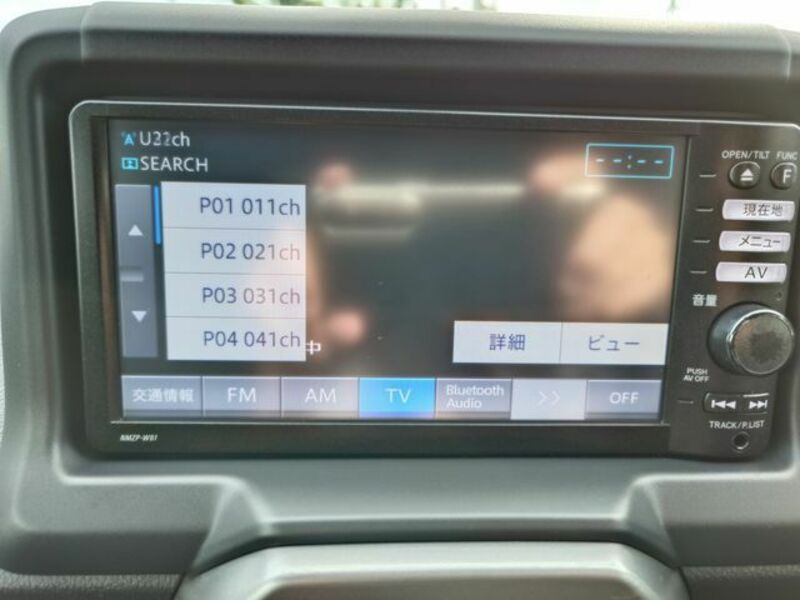 U22ch
SEARCH
--:--
P01 011ch
P02 021ch
P03 031ch
P04 041ch
中
詳細
ビュー
交通情報
FM
AM
TV
Bluetooth
Audio
>>
OFF
NMZP-W61
OPEN/TILT
FUNC
F
現在地
メニュー
AV
音量
PUSH
AV OFF
TRACK/P.LIST